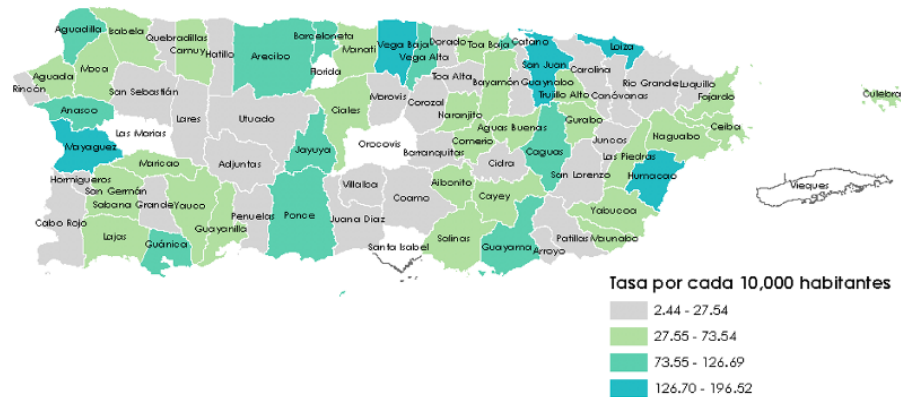 Aguadilla
Isabela
Quebradillas
Camuy
Hatillo
Arecibo
Barceloneta
Manati
Vega Baja
Dorado
Vega Alta
Toa Baja
Catano
San Juan
Loiza
Florida
Moca
Aguada
Rincón
San Sebastián
Toa Alta
Bayamón
Guaynabo
Carolina
Trujillo Alto
Canóvanas
Rio Grande
Luquillo
Fajardo
Culebra
Anasco
Lares
Utuado
Ciales
Morovis
Corozal
Naranjito
Aguas Buenas
Gurabo
Ceiba
Naguabo
Mayaguez
Las Marias
Jayuya
Orocovis
Comerio
Barranquitas
Caguas
Juncos
Las Piedras
Humacao
Maricao
Adjuntas
Cidra
San Lorenzo
Hormigueros
San Germán
Sabana Grande
Yauco
Villalba
Aibonito
Cayey
Vieques
Cabo Rojo
Guayanilla
Penuelas
Ponce
Juana Diaz
Coamo
Yabucoa
Lajas
Guánica
Santa Isabel
Salinas
Guayama
Patillas
Maunabo
Arroyo
Tasa por cada 10,000 habitantes
2.44 - 27.54
27.55 - 73.54
73.55 - 126.69
126.70 - 196.52